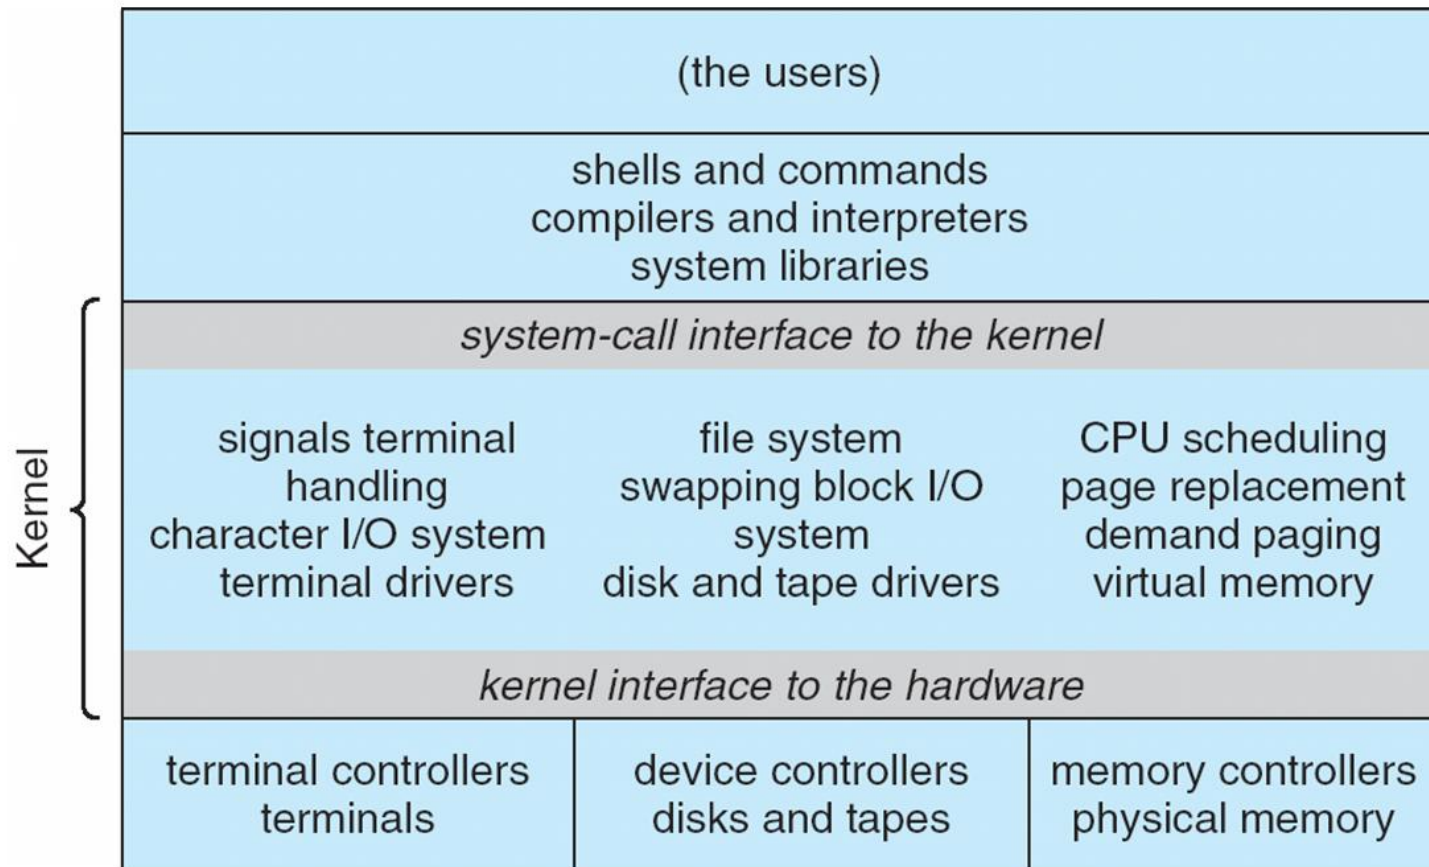 (the users)
shells and commands
compilers and interpreters
system libraries
Kernel
system-call interface to the kernel
signals terminal
handling
character I/O system
terminal drivers
file system
swapping block I/O
system
disk and tape drivers
CPU scheduling
page replacement
demand paging
virtual memory
kernel interface to the hardware
terminal controllers
terminals
device controllers
disks and tapes
memory controllers
physical memory